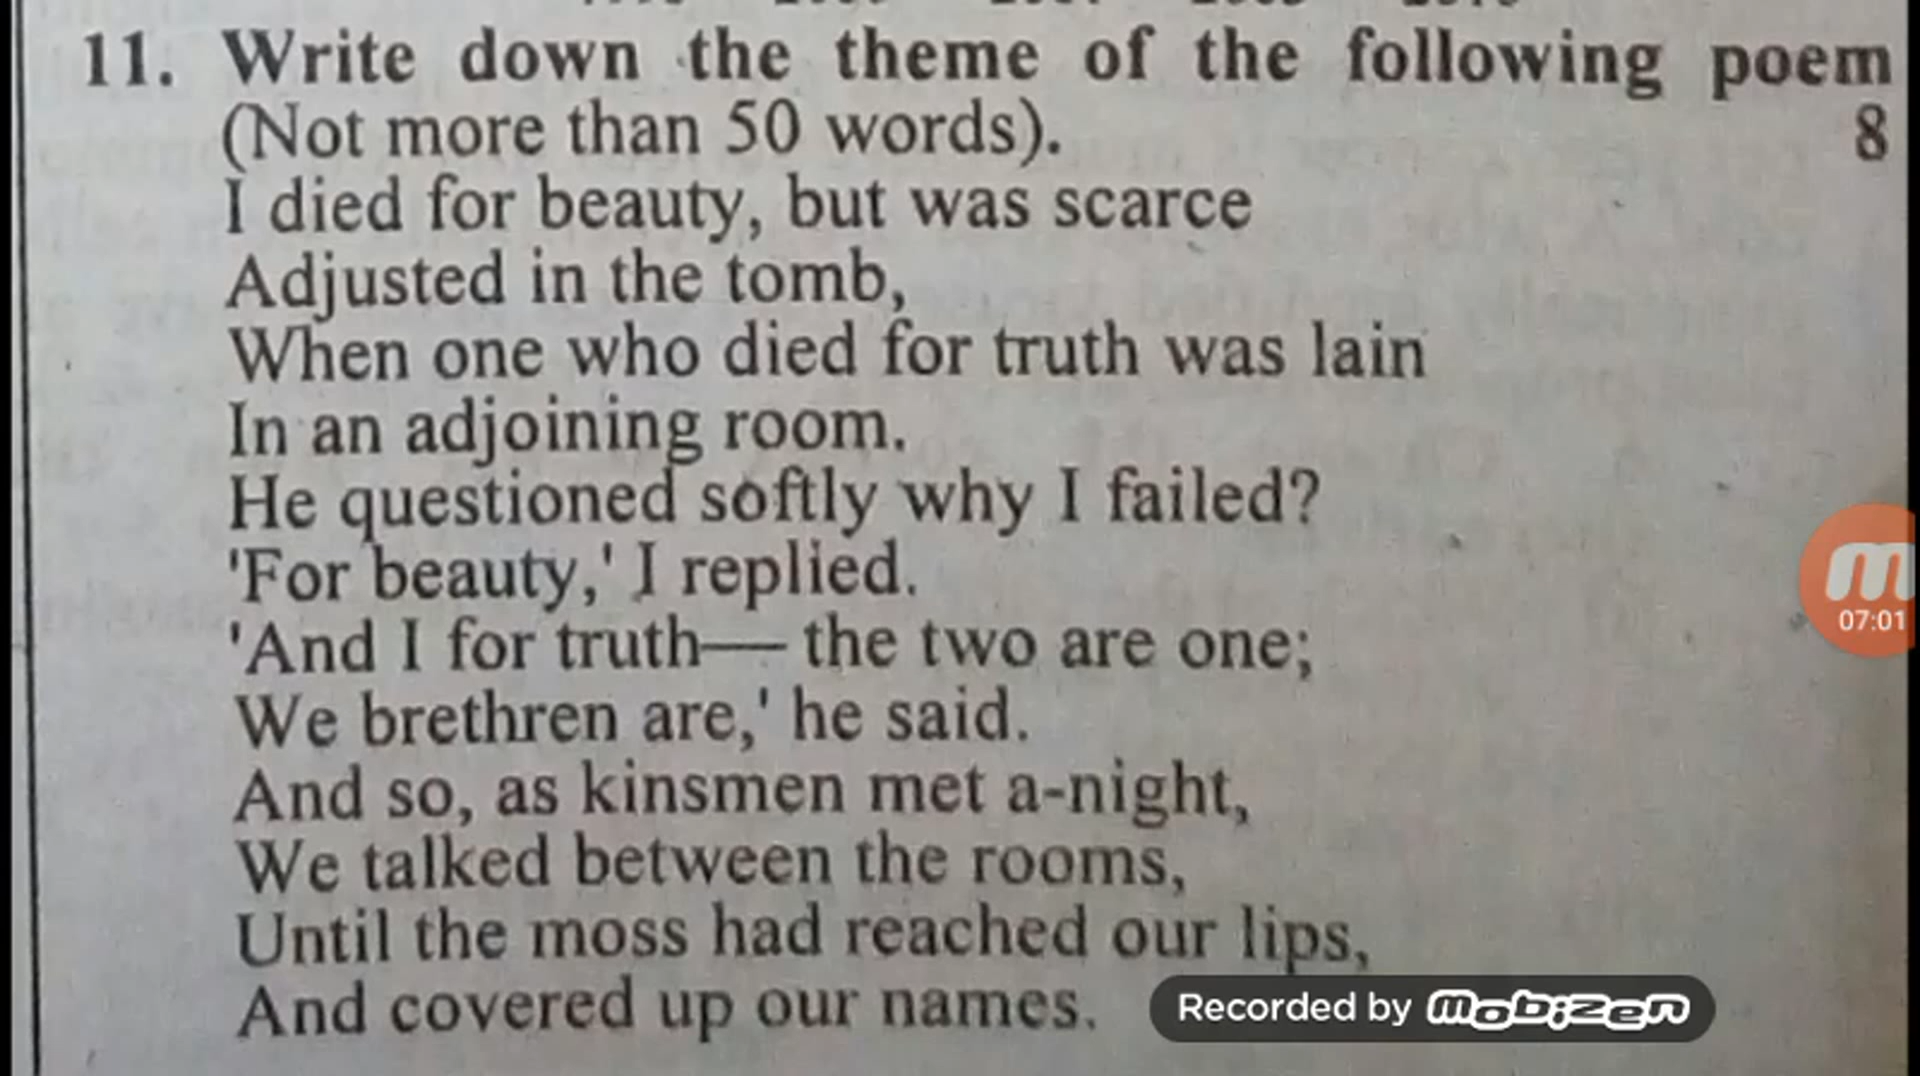 11. Write down the theme of the following poem
(Not more than 50 words). 8
I died for beauty, but was scarce
Adjusted in the tomb,
When one who died for truth was lain
In an adjoining room.
He questioned softly why I failed?
'For beauty,' I replied.
'And I for truth— the two are one;
We brethren are,' he said.
And so, as kinsmen met a-night,
We talked between the rooms,
Until the moss had reached our lips,
And covered up our names.
07:01
Recorded by mobizen